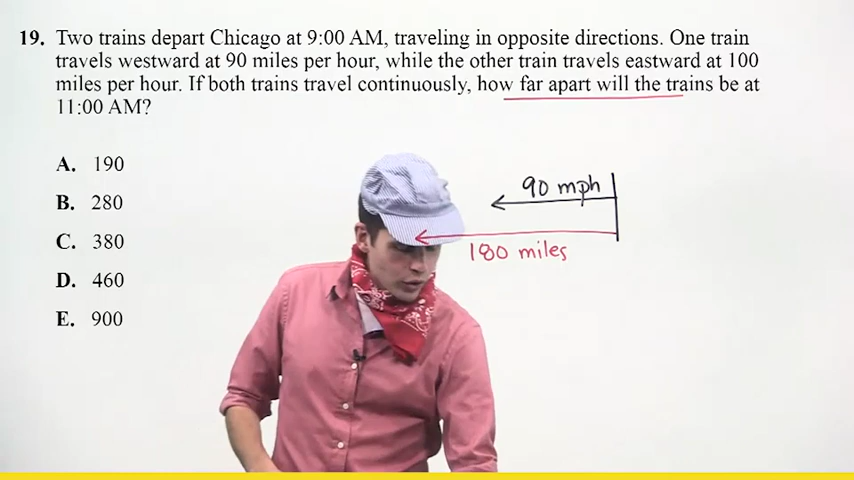 19. Two trains depart Chicago at 9:00 AM, traveling in opposite directions. One train
travels westward at 90 miles per hour, while the other train travels eastward at 100
miles per hour. If both trains travel continuously, how far apart will the trains be at
11:00 AM?
A. 190
B. 280
C. 380
D. 460
E. 900
90 mph
180 miles